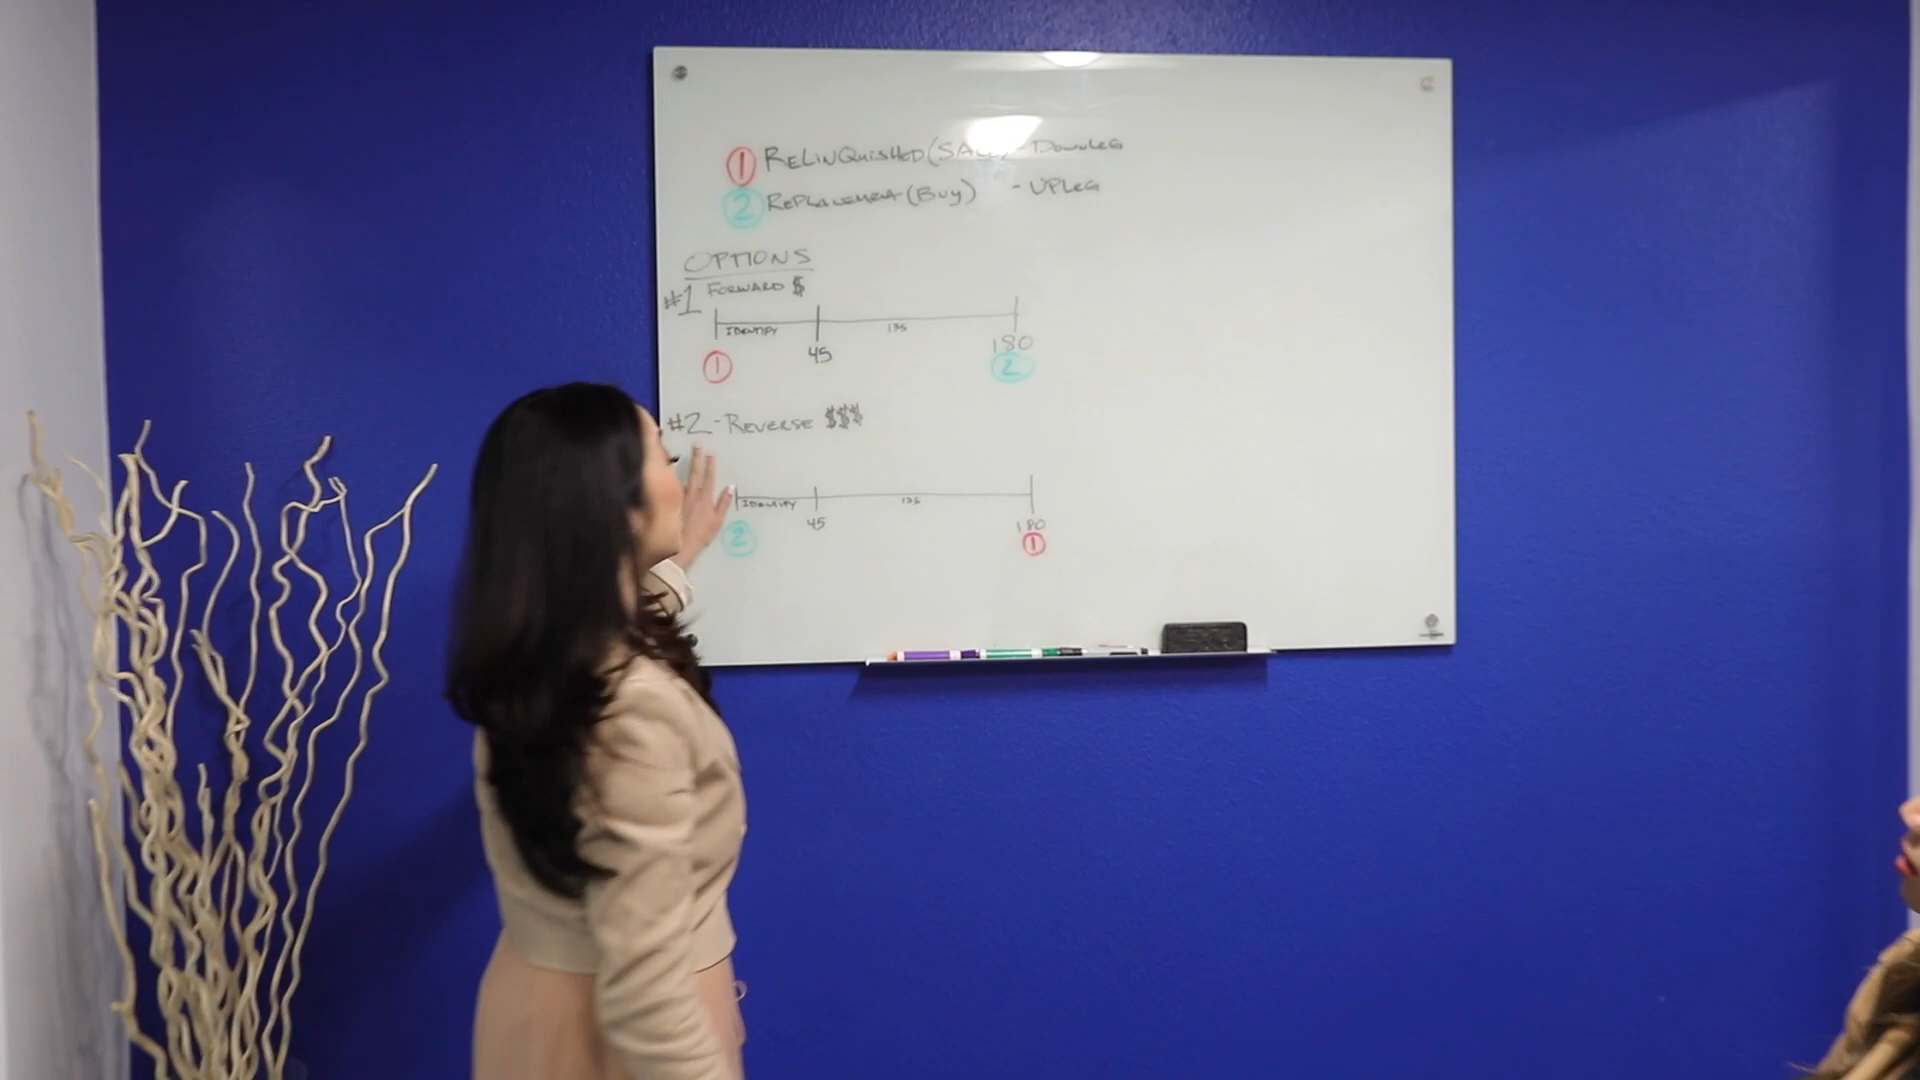 1 RELINQUISHED (SALE) - DOWNLEG
2 REPLACEMENT (BUY) - UPLEG
OPTIONS
#1 FORWARD $
IDENTIFY 135
45 180
1 2
#2 - REVERSE $$$
IDENTIFY 135
45 180
2 1